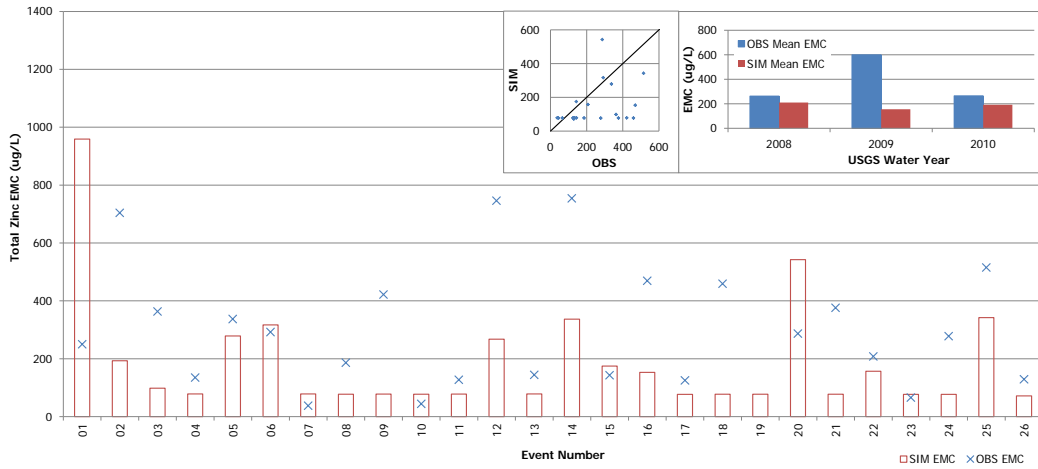 1400
1200
1000
800
600
400
200
0
Total Zinc EMC (ug/L)
01 02 03 04 05 06 07 08 09 10 11 12 13 14 15 16 17 18 19 20 21 22 23 24 25 26
Event Number
SIM EMC OBS EMC
600
400
200
0
SIM
0 200 400 600
OBS
800
600
400
200
0
EMC (ug/L)
OBS Mean EMC
SIM Mean EMC
2008 2009 2010
USGS Water Year